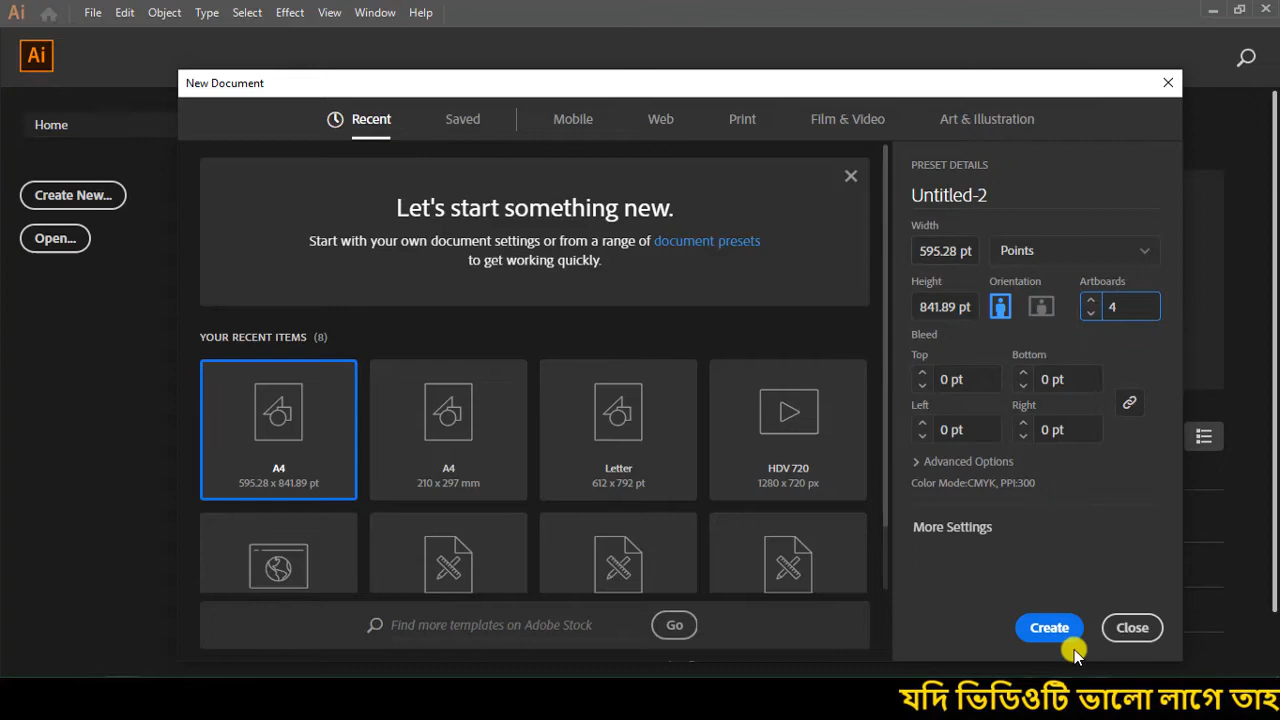 Ai
File Edit Object Type Select Effect View Window Help
Ai
New Document
Home
Create New...
Open...
Recent Saved Mobile Web Print Film & Video Art & Illustration
Let's start something new.
Start with your own document settings or from a range of document presets
to get working quickly.
YOUR RECENT ITEMS (8)
A4
595.28 x 841.89 pt
A4
210 x 297 mm
Letter
612 x 792 pt
HDV 720
1280 x 720 px
Find more templates on Adobe Stock
Go
PRESET DETAILS
Untitled-2
Width
595.28 pt Points
Height Orientation Artboards
841.89 pt 4
Bleed
Top Bottom
0 pt 0 pt
Left Right
0 pt 0 pt
Advanced Options
Color Mode:CMYK, PPI:300
More Settings
Create Close
যদি ভিডিওটি ভালো লাগে তাহ